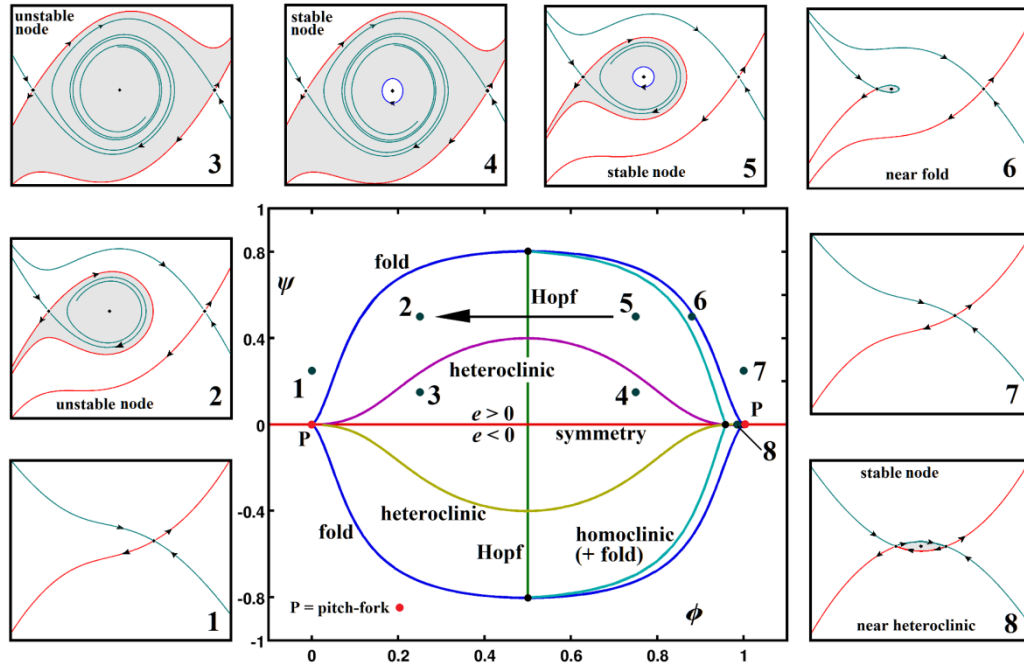 unstable
node
3
stable
node
4
5
stable node
6
near fold
2
unstable node
1
7
stable node
8
near heteroclinic
1
0.8
0.4
0
-0.4
-0.8
-1
ψ
fold
2
Hopf
5
6
1
heteroclinic
3
4
7
P
e > 0
P
e < 0
symmetry
8
heteroclinic
fold
Hopf
homoclinic
(+ fold)
P = pitch-fork
ϕ
0
0.2
0.4
0.6
0.8
1